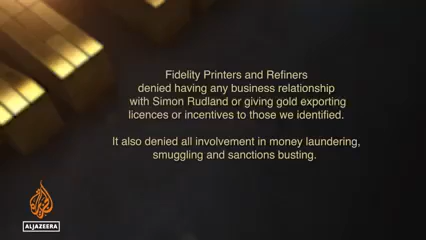 Fidelity Printers and Refiners
denied having any business relationship
with Simon Rudland or giving gold exporting
licences or incentives to those we identified.
It also denied all involvement in money laundering,
smuggling and sanctions busting.
ALJAZEERA